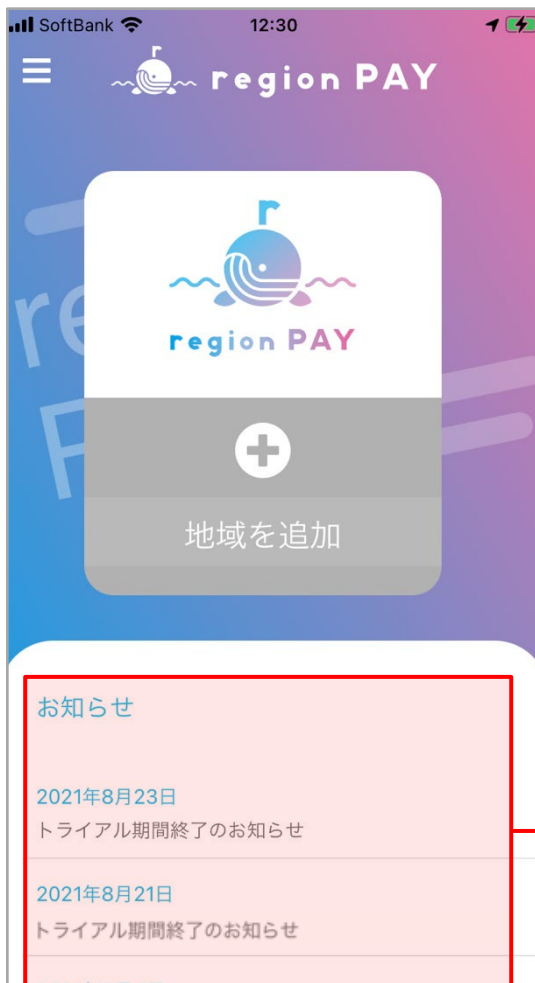 SoftBank 12:30
region PAY
r
region PAY
地域を追加
お知らせ
2021年8月23日
トライアル期間終了のお知らせ
2021年8月21日
トライアル期間終了のお知らせ